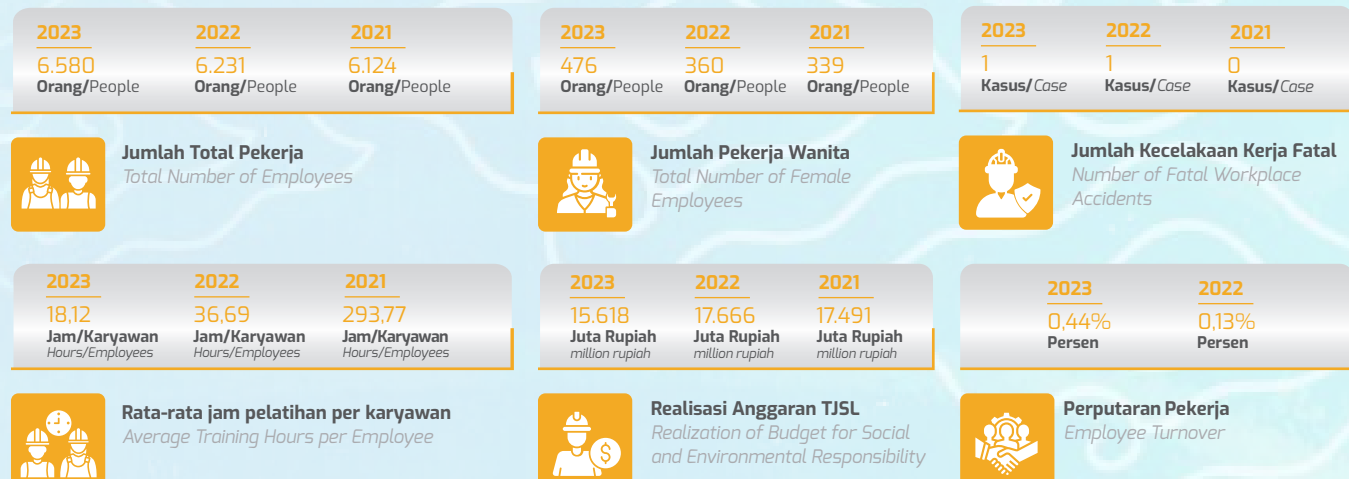 2023 2022 2021
6.580 6.231 6.124
Orang/People Orang/People Orang/People
Jumlah Total Pekerja
Total Number of Employees
2023 2022 2021
476 360 339
Orang/People Orang/People Orang/People
Jumlah Pekerja Wanita
Total Number of Female
Employees
2023 2022 2021
1 1 0
Kasus/Case Kasus/Case Kasus/Case
Jumlah Kecelakaan Kerja Fatal
Number of Fatal Workplace
Accidents
2023 2022 2021
18,12 36,69 293,77
Jam/Karyawan Jam/Karyawan Jam/Karyawan
Hours/Employees Hours/Employees Hours/Employees
Rata-rata jam pelatihan per karyawan
Average Training Hours per Employee
2023 2022 2021
15.618 17.666 17.491
Juta Rupiah Juta Rupiah Juta Rupiah
million rupiah million rupiah million rupiah
$
Realisasi Anggaran TJSL
Realization of Budget for Social
and Environmental Responsibility
2023 2022
0,44% 0,13%
Persen Persen
Perputaran Pekerja
Employee Turnover